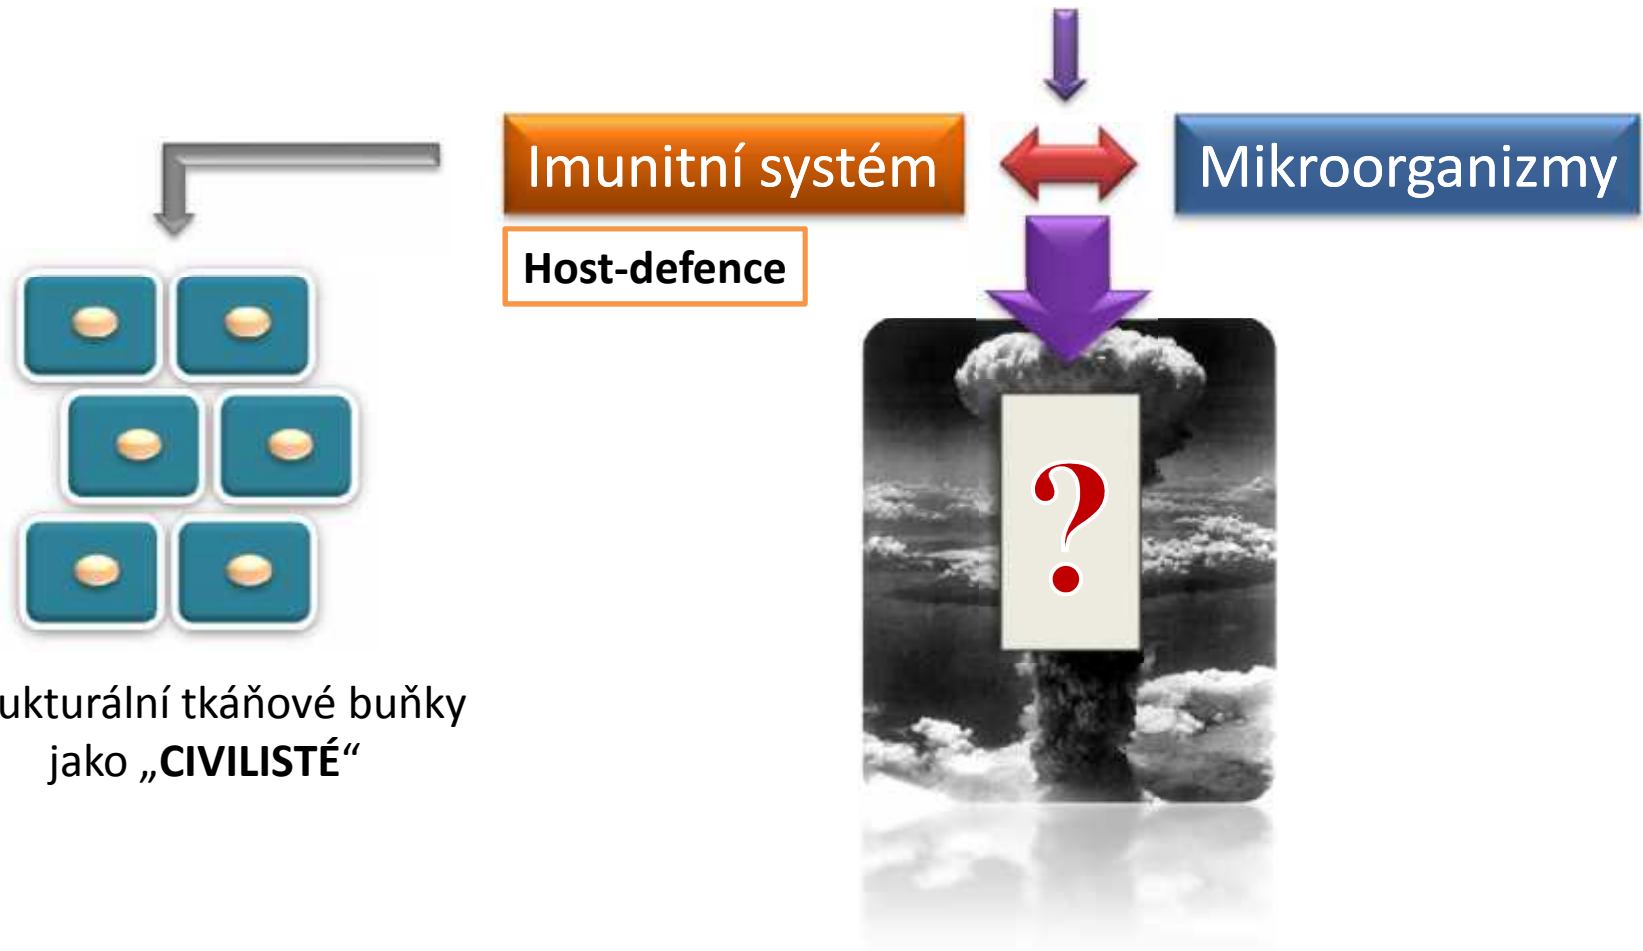 Imunitní systém
Mikroorganizmy
Host-defence
?
ukturální tkáňové buňky
jako „CIVILISTÉ“